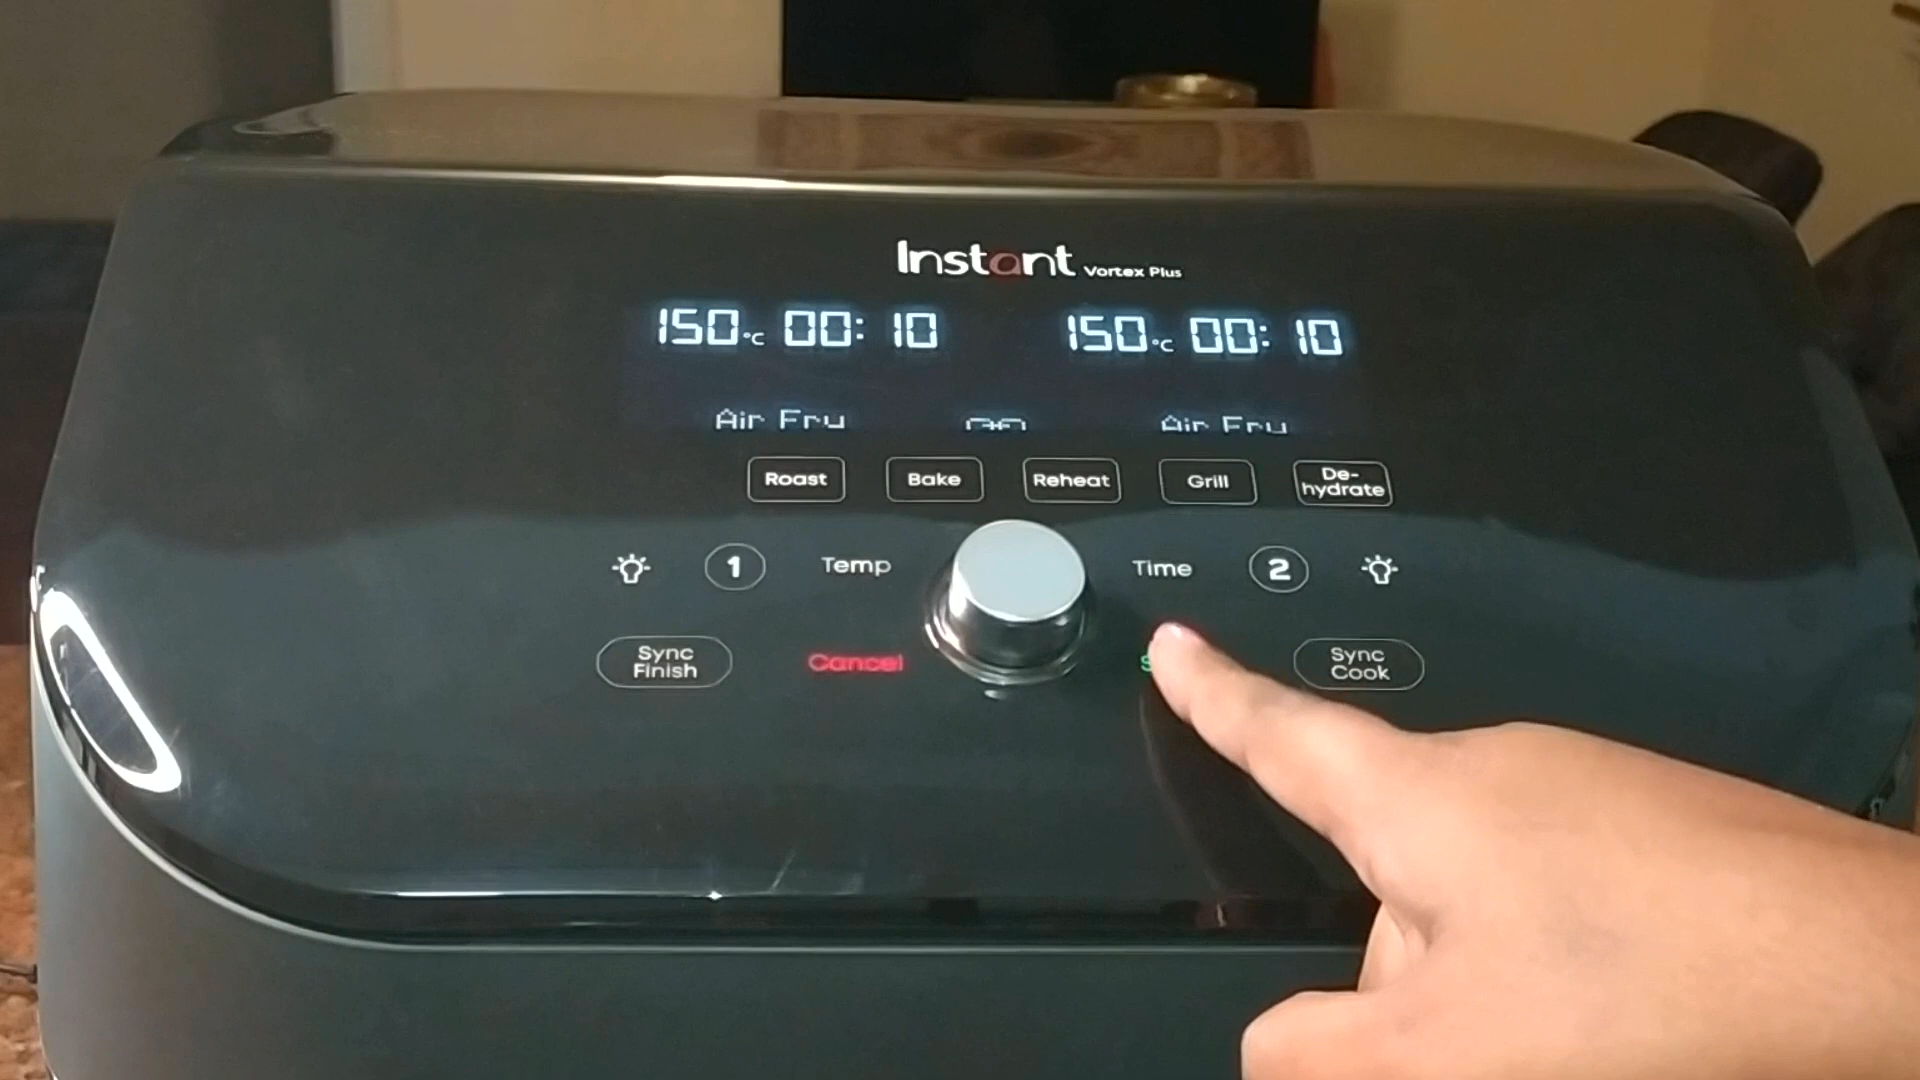 Instant Vortex Plus
150°C 00:10 150°C 00:10
Air Fry Air Fry
Roast Bake Reheat Grill De-hydrate
1 Temp Time 2
Sync Finish Cancel S Sync Cook